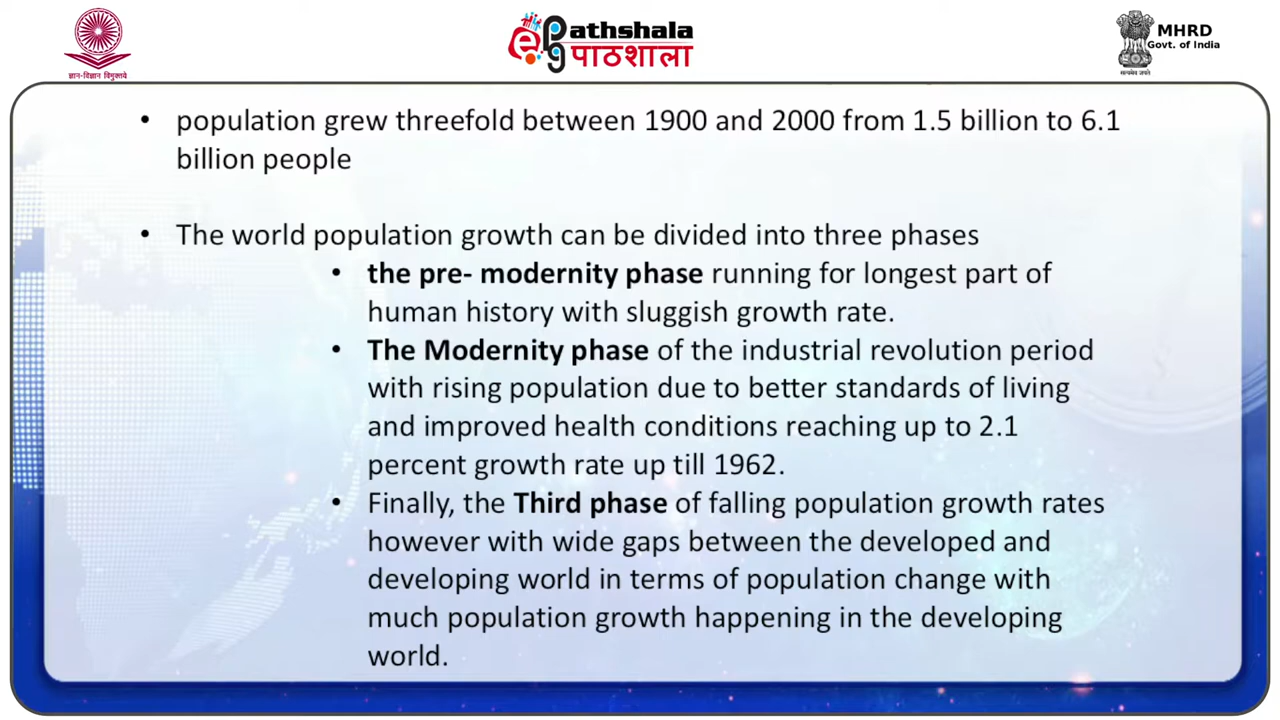 ज्ञान-विज्ञान विमुक्तये
epg Pathshala
पाठशाला
MHRD
Govt. of India
सत्यमेव जयते
• population grew threefold between 1900 and 2000 from 1.5 billion to 6.1
billion people
• The world population growth can be divided into three phases
• the pre- modernity phase running for longest part of
human history with sluggish growth rate.
• The Modernity phase of the industrial revolution period
with rising population due to better standards of living
and improved health conditions reaching up to 2.1
percent growth rate up till 1962.
• Finally, the Third phase of falling population growth rates
however with wide gaps between the developed and
developing world in terms of population change with
much population growth happening in the developing
world.